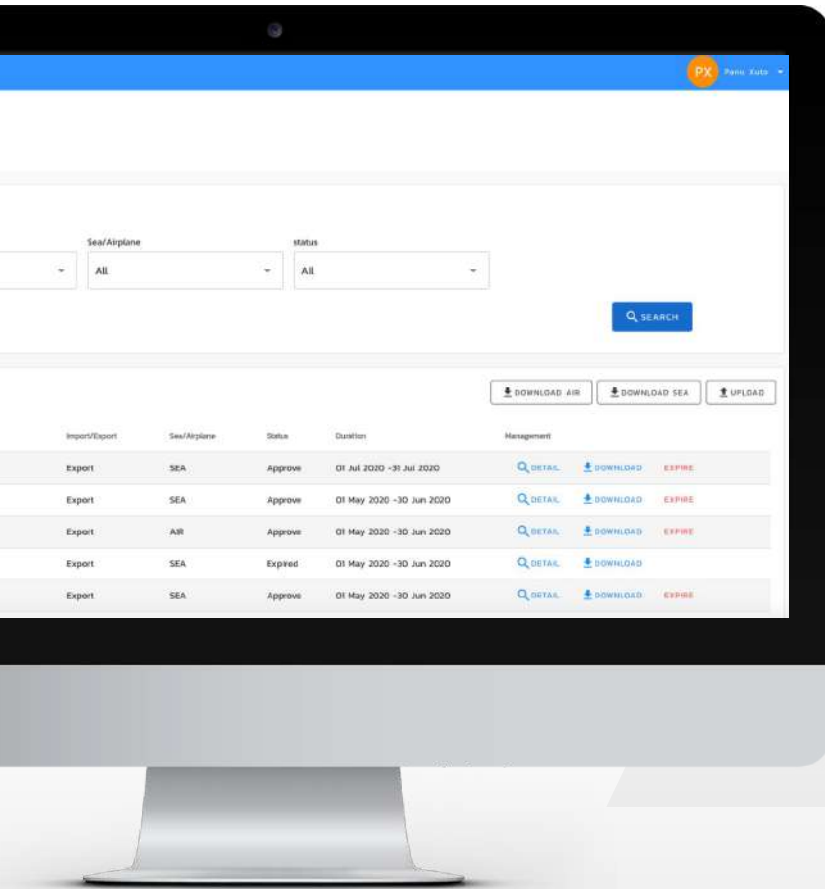 PX Panu Xuto
Sea/Airplane status
All All
SEARCH
DOWNLOAD AIR DOWNLOAD SEA UPLOAD
Import/Export Sea/Airplane Status Duration Management
Export SEA Approve 01 Jul 2020 -31 Jul 2020 DETAIL DOWNLOAD EXPIRE
Export SEA Approve 01 May 2020 -30 Jun 2020 DETAIL DOWNLOAD EXPIRE
Export AIR Approve 01 May 2020 -30 Jun 2020 DETAIL DOWNLOAD EXPIRE
Export SEA Expired 01 May 2020 -30 Jun 2020 DETAIL DOWNLOAD
Export SEA Approve 01 May 2020 -30 Jun 2020 DETAIL DOWNLOAD EXPIRE